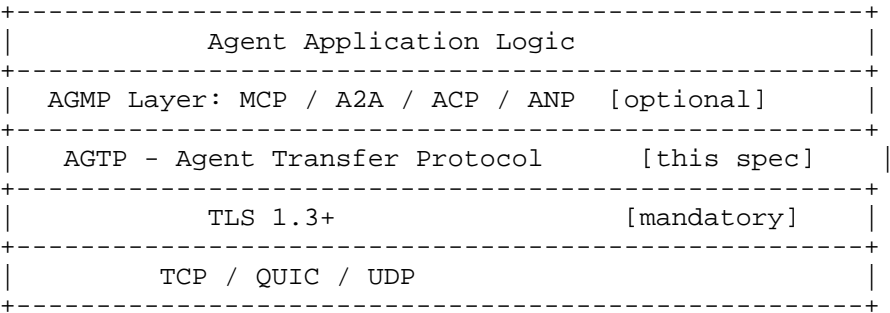 +-----------------------------------------------------+
|            Agent Application Logic                  |
+-----------------------------------------------------+
|  AGMP Layer: MCP / A2A / ACP / ANP  [optional]      |
+-----------------------------------------------------+
|   AGTP - Agent Transfer Protocol      [this spec]    |
+-----------------------------------------------------+
|            TLS 1.3+                  [mandatory]    |
+-----------------------------------------------------+
|         TCP / QUIC / UDP                            |
+-----------------------------------------------------+